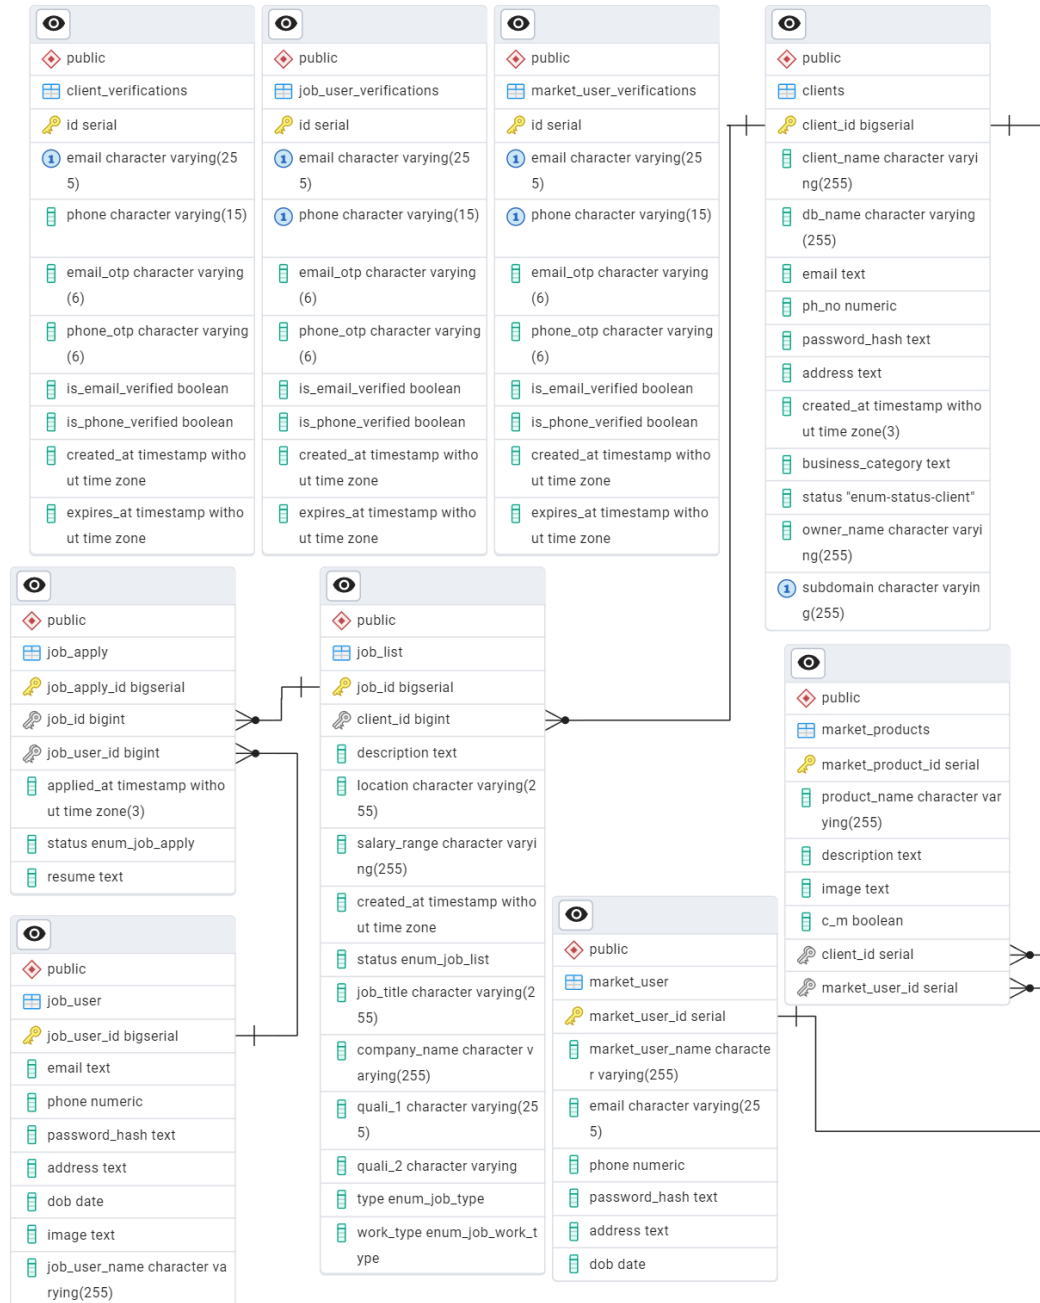 public
client_verifications
id serial
email character varying(25
5)
phone character varying(15)
email_otp character varying
(6)
phone_otp character varying
(6)
is_email_verified boolean
is_phone_verified boolean
created_at timestamp witho
ut time zone
expires_at timestamp witho
ut time zone
public
job_user_verifications
id serial
1 email character varying(25
5)
1 phone character varying(15)
email_otp character varying
(6)
phone_otp character varying
(6)
is_email_verified boolean
is_phone_verified boolean
created_at timestamp witho
ut time zone
expires_at timestamp witho
ut time zone
public
market_user_verifications
id serial
1 email character varying(25
5)
1 phone character varying(15)
email_otp character varying
(6)
phone_otp character varying
(6)
is_email_verified boolean
is_phone_verified boolean
created_at timestamp witho
ut time zone
expires_at timestamp witho
ut time zone
public
clients
client_id bigserial
client_name character varyi
ng(255)
db_name character varying
(255)
email text
ph_no numeric
password_hash text
address text
created_at timestamp witho
ut time zone(3)
business_category text
status "enum-status-client"
owner_name character varyi
ng(255)
1 subdomain character varyin
g(255)
public
job_apply
job_apply_id bigserial
job_id bigint
job_user_id bigint
applied_at timestamp witho
ut time zone(3)
status enum_job_apply
resume text
public
job_list
job_id bigserial
client_id bigint
description text
location character varying(2
55)
salary_range character varyi
ng(255)
created_at timestamp witho
ut time zone
status enum_job_list
job_title character varying(2
55)
company_name character v
arying(255)
quali_1 character varying(25
5)
quali_2 character varying
type enum_job_type
work_type enum_job_work_t
ype
public
market_products
market_product_id serial
product_name character var
ying(255)
description text
image text
c_m boolean
client_id serial
market_user_id serial
public
job_user
job_user_id bigserial
email text
phone numeric
password_hash text
address text
dob date
image text
job_user_name character va
rying(255)
public
market_user
market_user_id serial
market_user_name characte
r varying(255)
email character varying(25
5)
phone numeric
password_hash text
address text
dob date